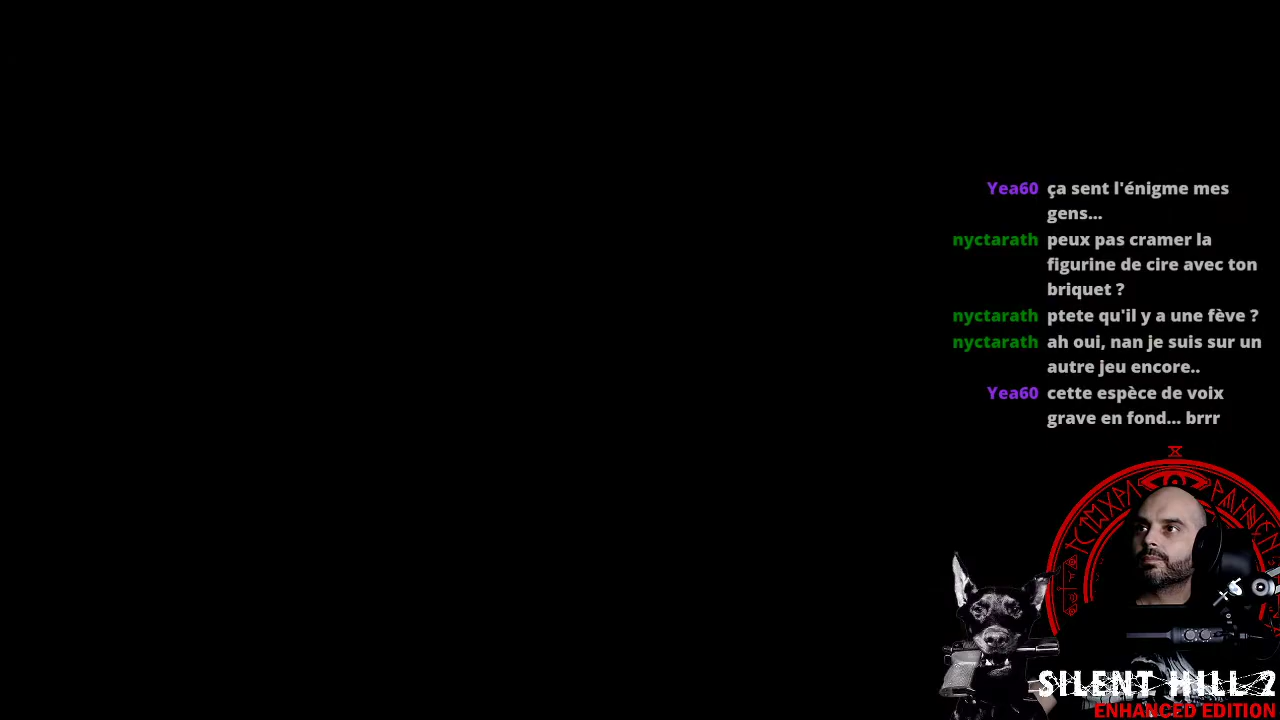 Yea60 ça sent l'énigme mes
gens...
nyctarath peux pas cramer la
figurine de cire avec ton
briquet ?
nyctarath ptete qu'il y a une fève ?
nyctarath ah oui, nan je suis sur un
autre jeu encore..
Yea60 cette espèce de voix
grave en fond... brrr
SILENT HILL 2
ENHANCED EDITION